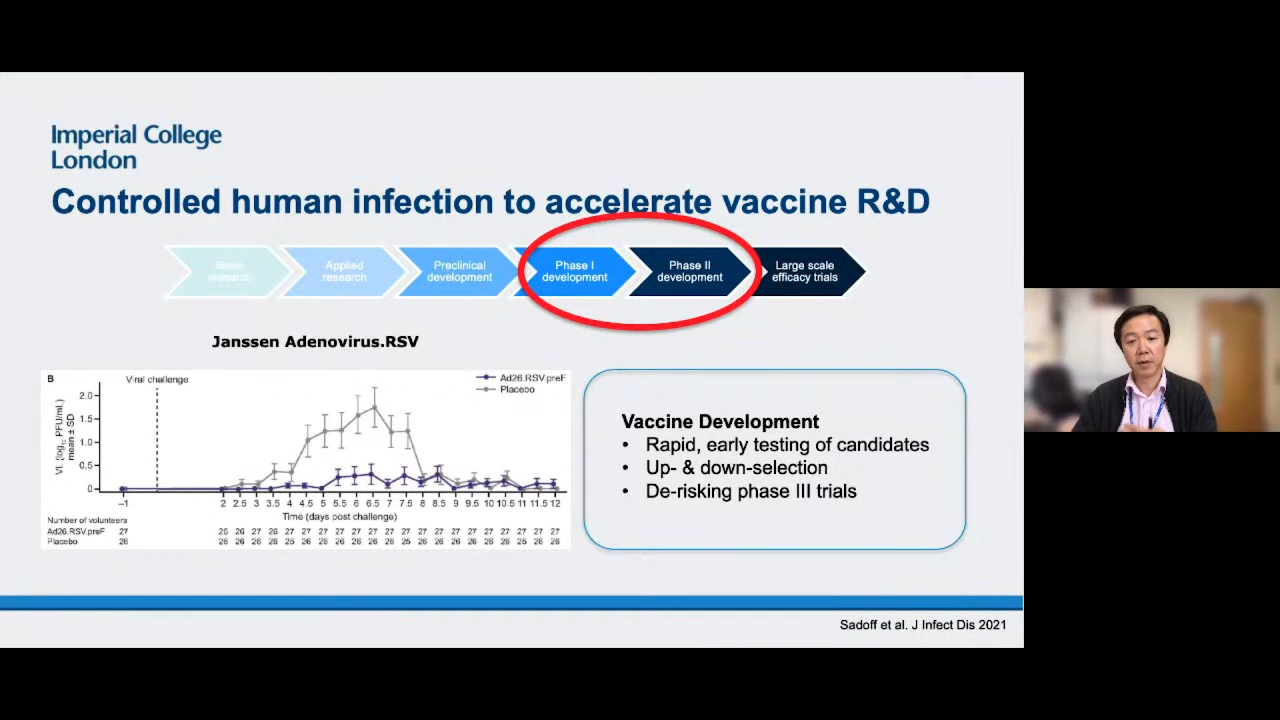 Imperial College
London
Controlled human infection to accelerate vaccine R&D
Basic
research
Applied
research
Preclinical
development
Phase I
development
Phase II
development
Large scale
efficacy trials
Janssen Adenovirus.RSV
B
Viral challenge
Ad26.RSV.preF
Placebo
VL (log₁₀ PFU/mL)
mean ± SD
2.0
1.5
1.0
0.5
0
–1 2 2.5 3 3.5 4 4.5 5 5.5 6 6.5 7 7.5 8 8.5 9 9.5 10 10.5 11 11.5 12
Time (days post challenge)
Number of volunteers
Ad26.RSV.preF 27
Placebo 26
Vaccine Development
• Rapid, early testing of candidates
• Up- & down-selection
• De-risking phase III trials
Sadoff et al. J Infect Dis 2021